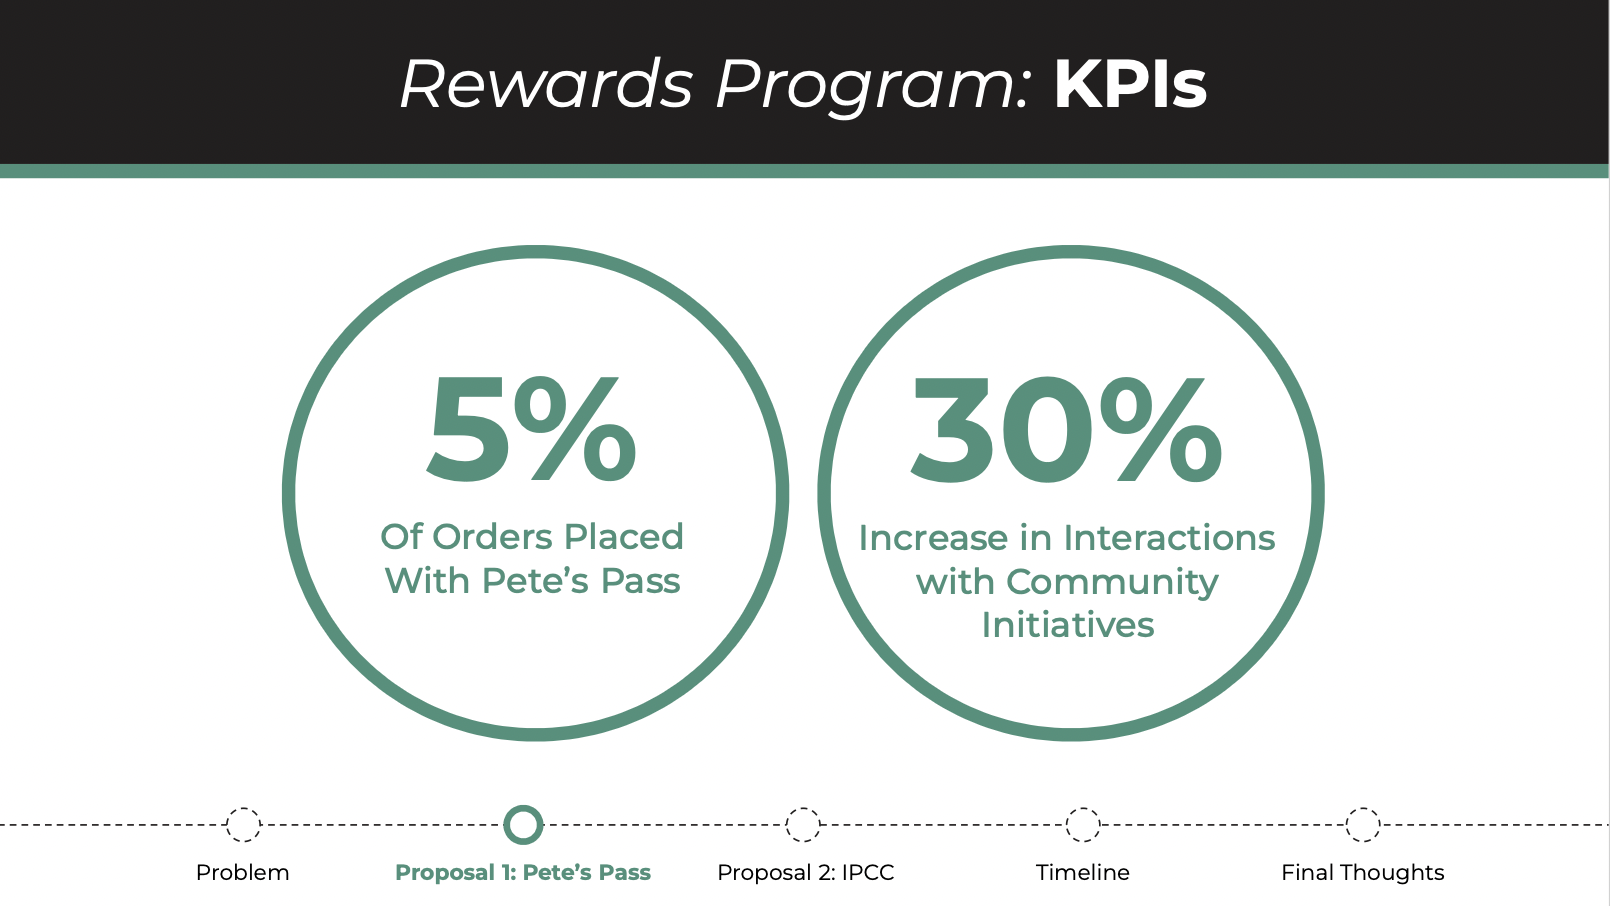 Rewards Program: KPIs
5%
Of Orders Placed
With Pete’s Pass
30%
Increase in Interactions
with Community
Initiatives
Problem
Proposal 1: Pete’s Pass
Proposal 2: IPCC
Timeline
Final Thoughts